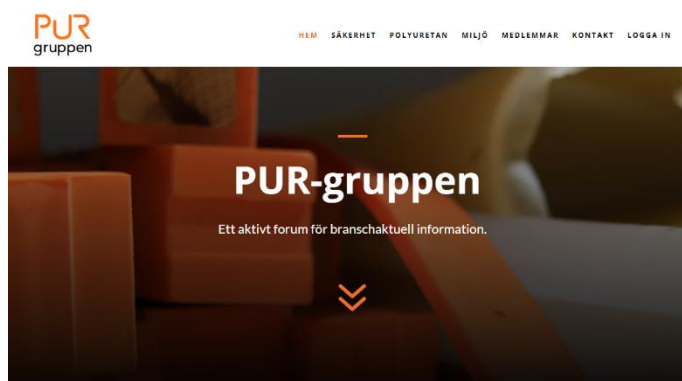 PUR
gruppen
HEM SÄKERHET POLYURETAN MILJÖ MEDLEMMAR KONTAKT LOGGA IN
PUR-gruppen
Ett aktivt forum för branschaktuell information.